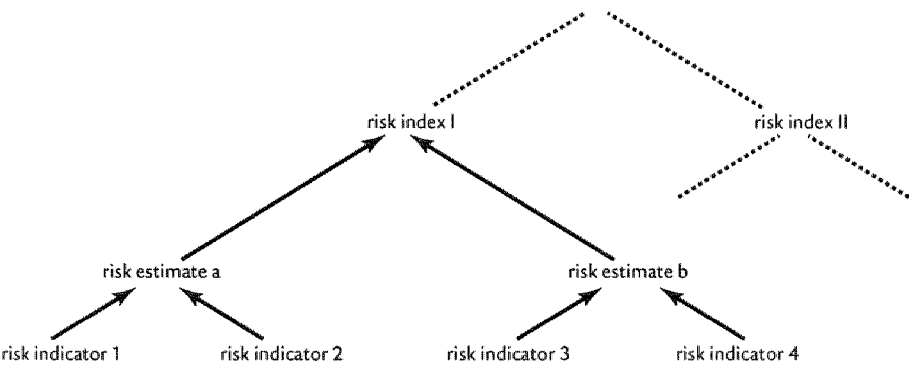 risk index I
risk index II
risk estimate a
risk estimate b
risk indicator 1
risk indicator 2
risk indicator 3
risk indicator 4